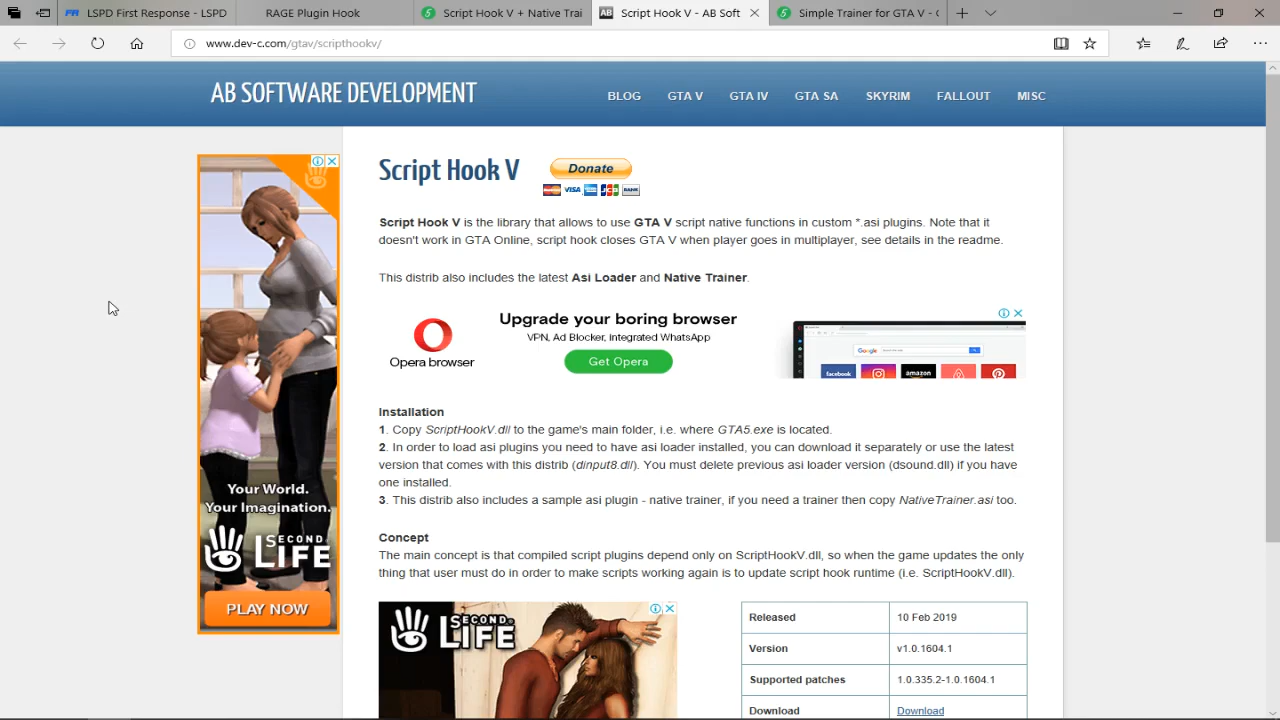 LSPD First Response - LSPD
RAGE Plugin Hook
Script Hook V + Native Trai
Script Hook V - AB Soft
Simple Trainer for GTA V - C
www.dev-c.com/gtav/scripthookv/
AB SOFTWARE DEVELOPMENT
BLOG
GTA V
GTA IV
GTA SA
SKYRIM
FALLOUT
MISC
Script Hook V
Donate
VISA
BANK
Script Hook V is the library that allows to use GTA V script native functions in custom *.asi plugins. Note that it
doesn't work in GTA Online, script hook closes GTA V when player goes in multiplayer, see details in the readme.
This distrib also includes the latest Asi Loader and Native Trainer.
Upgrade your boring browser
VPN, Ad Blocker, integrated WhatsApp
Get Opera
Opera browser
Google
facebook
amazon
Installation
1. Copy ScriptHookV.dll to the game's main folder, i.e. where GTA5.exe is located.
2. In order to load asi plugins you need to have asi loader installed, you can download it separately or use the latest
version that comes with this distrib (dinput8.dll). You must delete previous asi loader version (dsound.dll) if you have
one installed.
3. This distrib also includes a sample asi plugin - native trainer, if you need a trainer then copy NativeTrainer.asi too.
Your World.
Your Imagination.
SECOND
LIFE
PLAY NOW
Concept
The main concept is that compiled script plugins depend only on ScriptHookV.dll, so when the game updates the only
thing that user must do in order to make scripts working again is to update script hook runtime (i.e. ScriptHookV.dll).
SECOND
LIFE
Released 10 Feb 2019
Version v1.0.1604.1
Supported patches 1.0.335.2-1.0.1604.1
Download Download